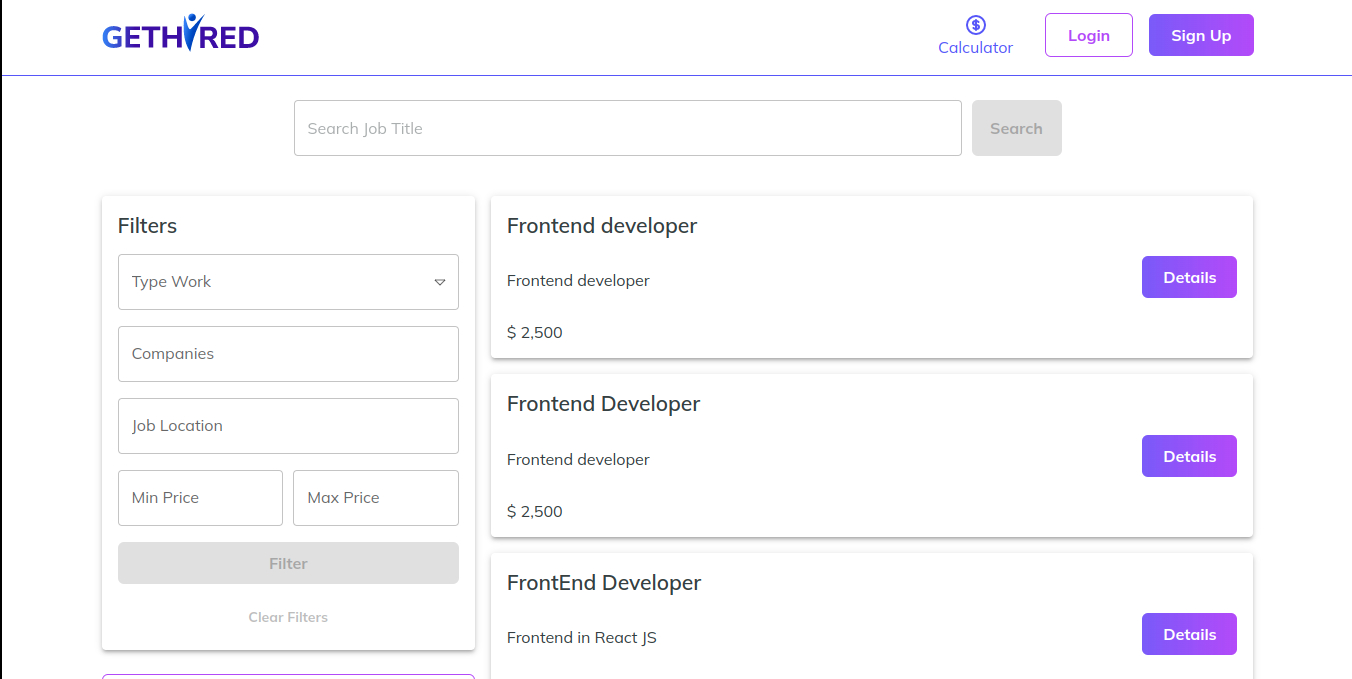 GETHIRED
Calculator
Login
Sign Up
Search Job Title
Search
Filters
Type Work
Companies
Job Location
Min Price
Max Price
Filter
Clear Filters
Frontend developer
Frontend developer
Details
$ 2,500
Frontend Developer
Frontend developer
Details
$ 2,500
FrontEnd Developer
Frontend in React JS
Details